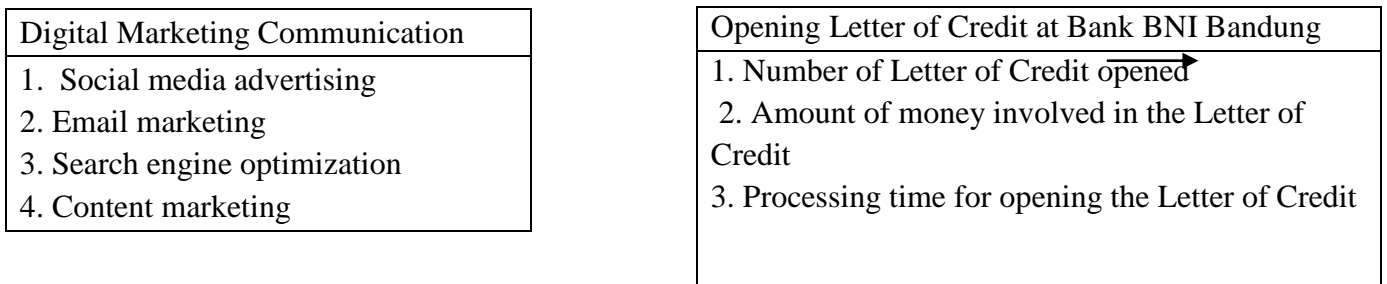 Digital Marketing Communication
1. Social media advertising
2. Email marketing
3. Search engine optimization
4. Content marketing
Opening Letter of Credit at Bank BNI Bandung
1. Number of Letter of Credit opened
2. Amount of money involved in the Letter of
Credit
3. Processing time for opening the Letter of Credit